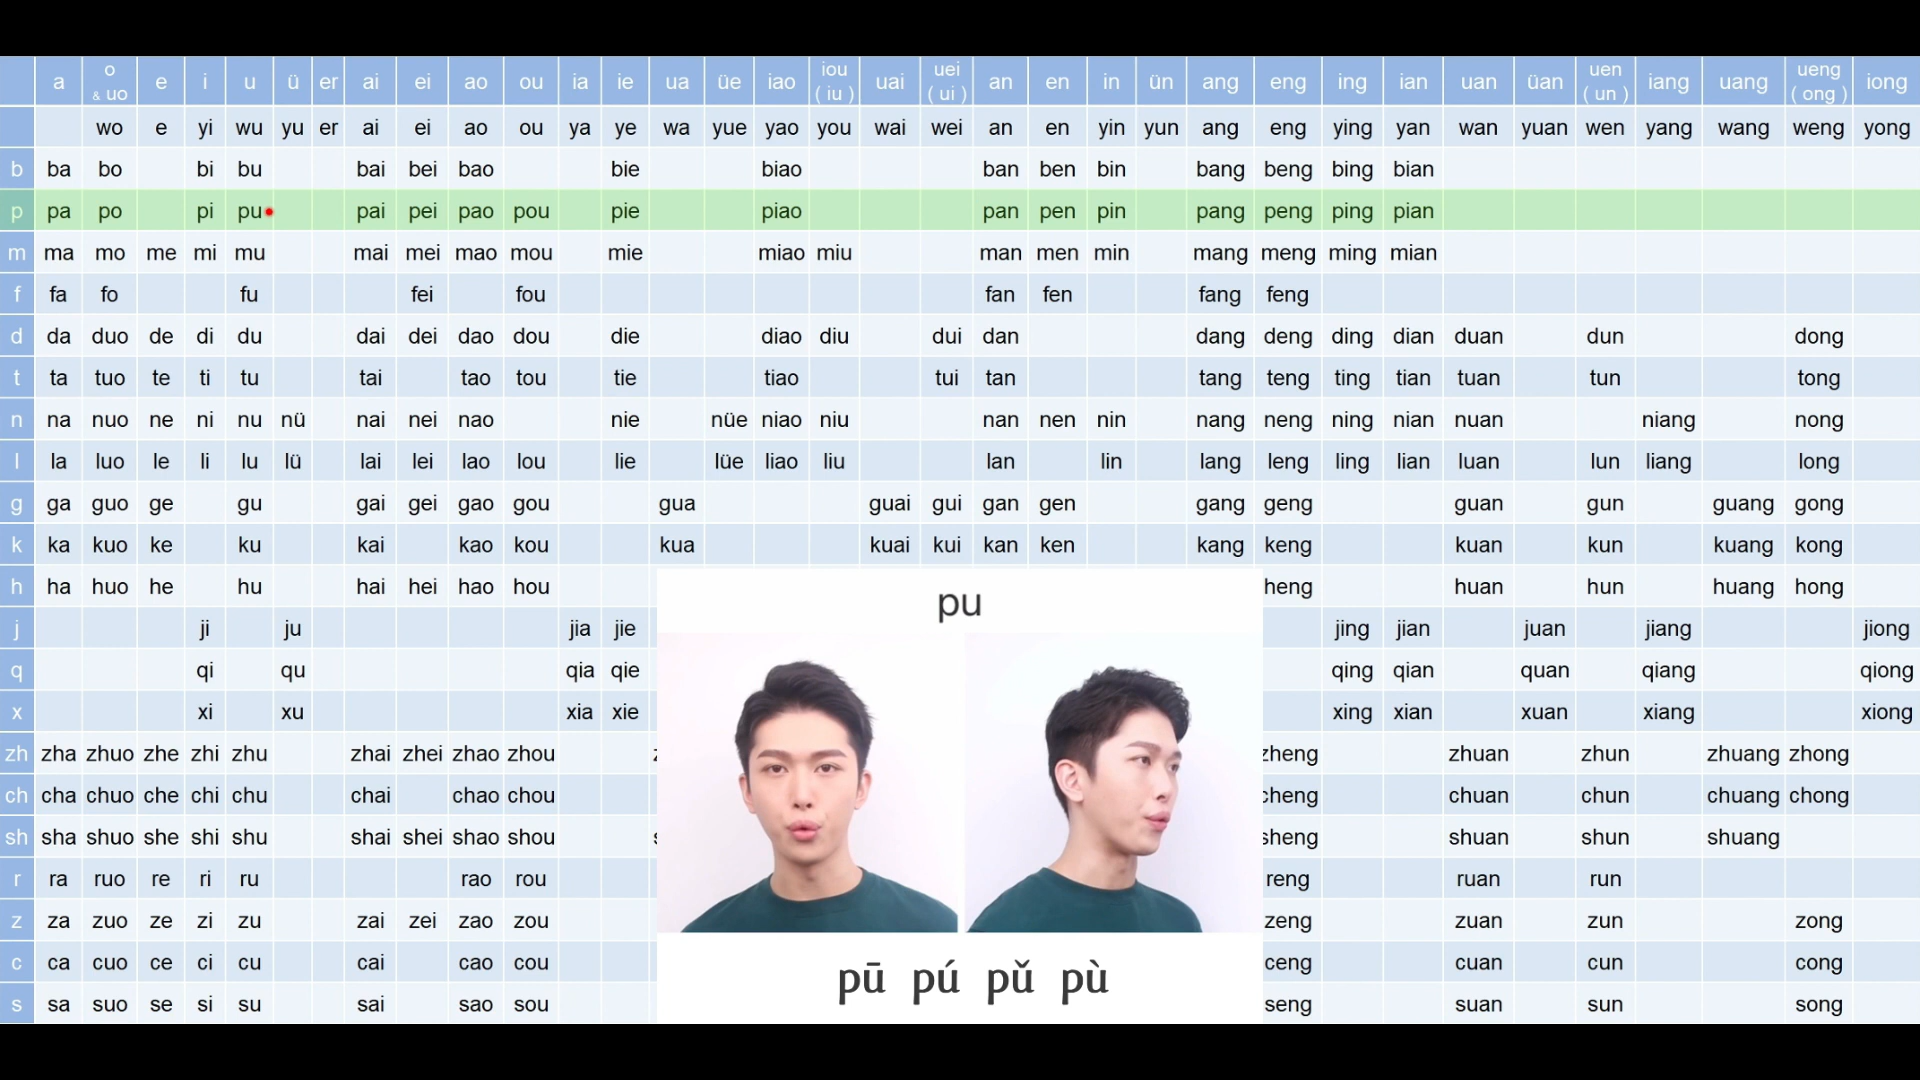 a o & uo e i u ü er ai ei ao ou ia ie ua üe iao iou ( iu ) uai uei ( ui ) an en in ün ang eng ing ian uan üan uen ( un ) iang uang ueng ( ong ) iong
wo e yi wu yu er ai ei ao ou ya ye wa yue yao you wai wei an en yin yun ang eng ying yan wan yuan wen yang wang weng yong
b ba bo bi bu bai bei bao bie biao ban ben bin bang beng bing bian
p pa po pi pu pai pei pao pou pie piao pan pen pin pang peng ping pian
m ma mo me mi mu mai mei mao mou mie miao miu man men min mang meng ming mian
f fa fo fu fei fou fan fen fang feng
d da duo de di du dai dei dao dou die diao diu dui dan dang deng ding dian duan dun dong
t ta tuo te ti tu tai tao tou tie tiao tui tan tang teng ting tian tuan tun tong
n na nuo ne ni nu nü nai nei nao nie nüe niao niu nan nen nin nang neng ning nian nuan niang nong
l la luo le li lu lü lai lei lao lou lie lüe liao liu lan lin lang leng ling lian luan lun liang long
g ga guo ge gu gai gei gao gou gua guai gui gan gen gang geng guan gun guang gong
k ka kuo ke ku kai kao kou kua kuai kui kan ken kang keng kuan kun kuang kong
h ha huo he hu hai hei hao hou heng huan hun huang hong
j ji ju jia jie jing jian juan jiang jiong
q qi qu qia qie qing qian quan qiang qiong
x xi xu xia xie xing xian xuan xiang xiong
zh zha zhuo zhe zhi zhu zhai zhei zhao zhou zheng zhuan zhun zhuang zhong
ch cha chuo che chi chu chai chao chou cheng chuan chun chuang chong
sh sha shuo she shi shu shai shei shao shou sheng shuan shun shuang
r ra ruo re ri ru rao rou reng ruan run
z za zuo ze zi zu zai zei zao zou zeng zuan zun zong
c ca cuo ce ci cu cai cao cou ceng cuan cun cong
s sa suo se si su sai sao sou seng suan sun song
pu
pū pú pǔ pù